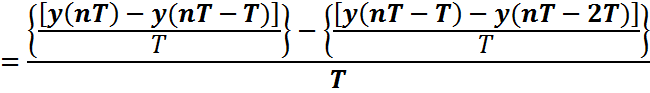 = {[y(nT) − y(nT − T)] / T} − {[y(nT − T) − y(nT − 2T)] / T}
T